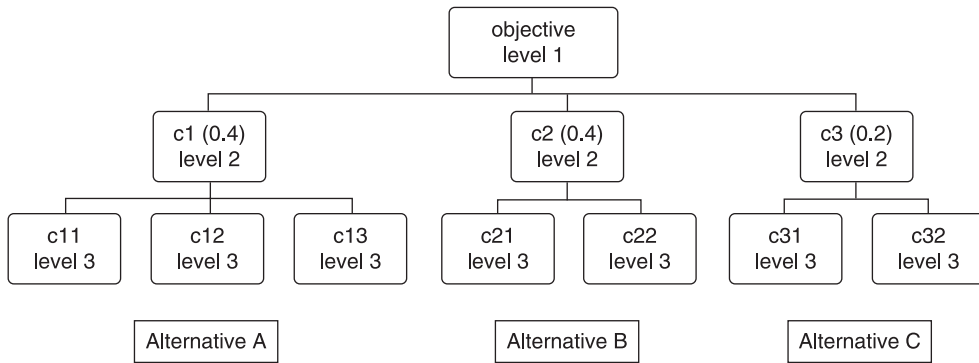 objective
level 1
c1 (0.4)
level 2
c2 (0.4)
level 2
c3 (0.2)
level 2
c11
level 3
c12
level 3
c13
level 3
c21
level 3
c22
level 3
c31
level 3
c32
level 3
Alternative A
Alternative B
Alternative C